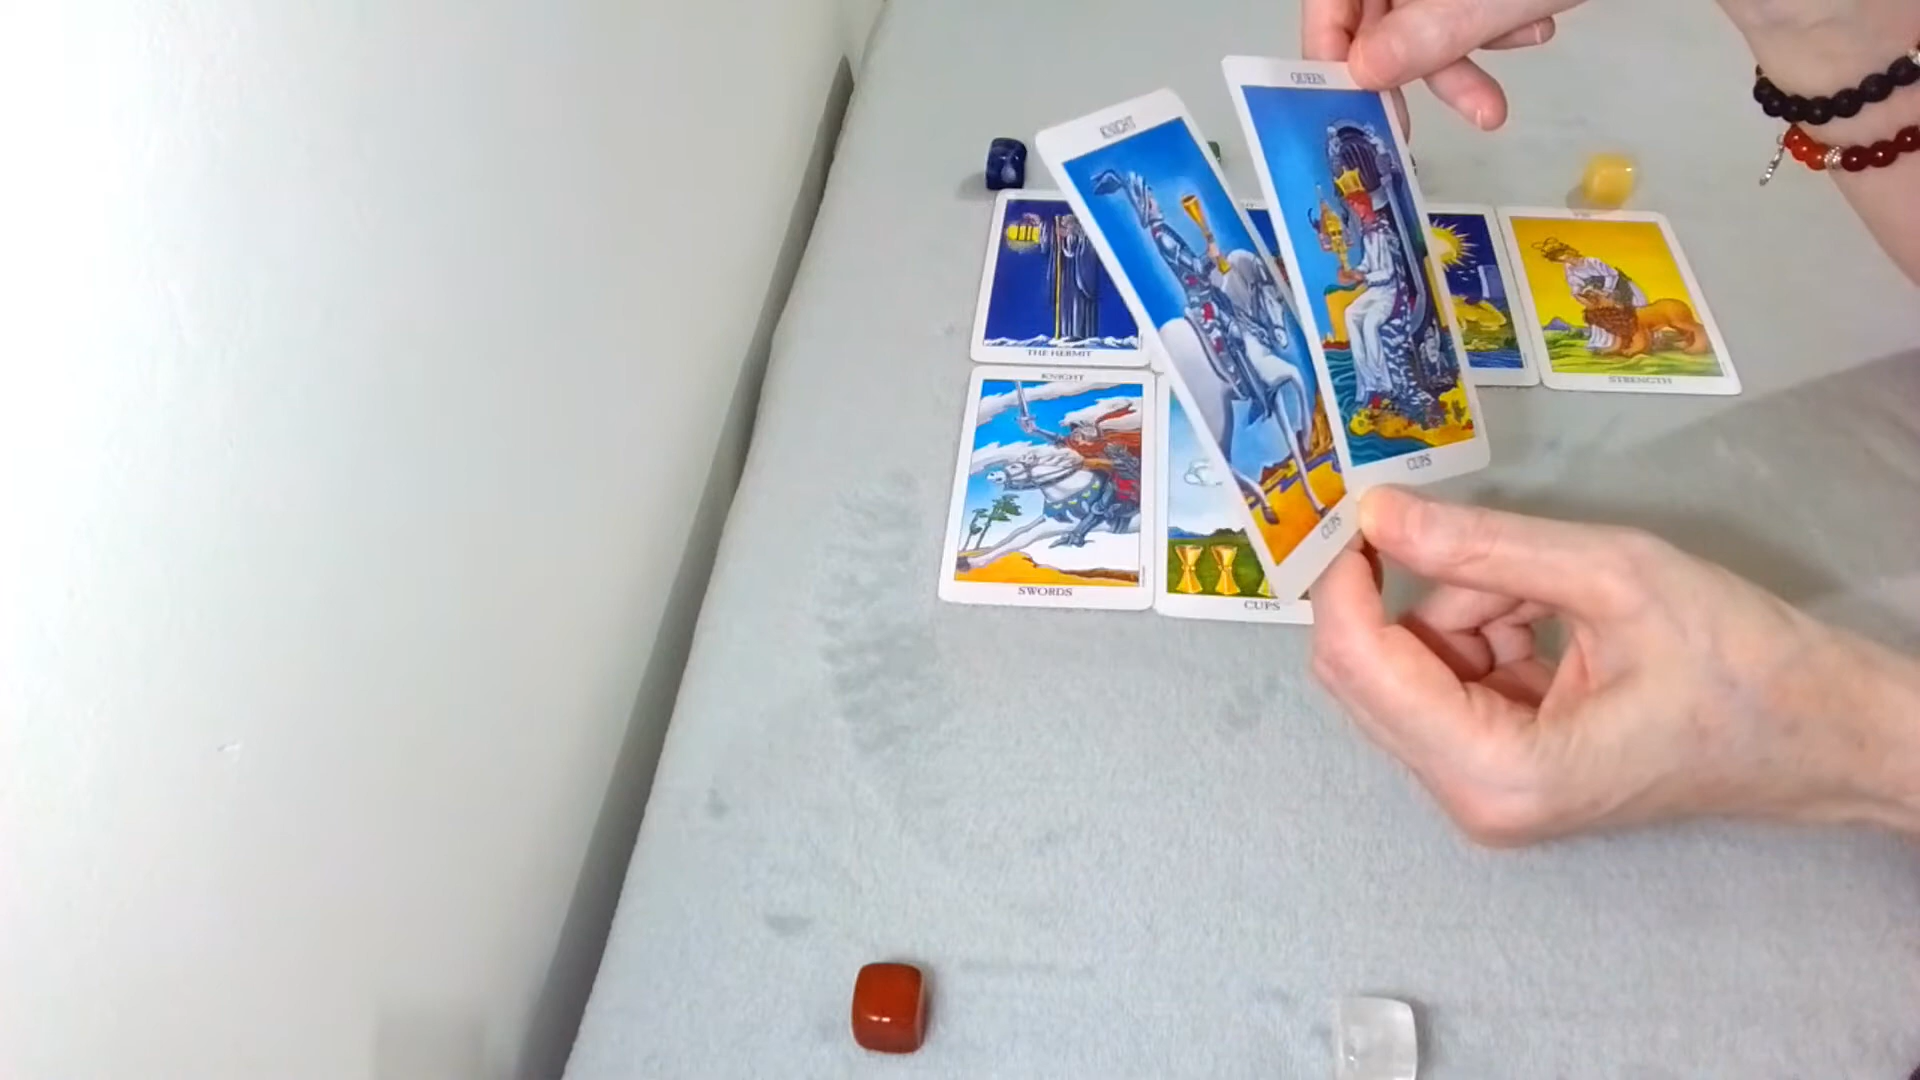 QUEEN
KNIGHT
THE HERMIT
STRENGTH
KNIGHT
CUPS
CUPS
SWORDS
CUPS